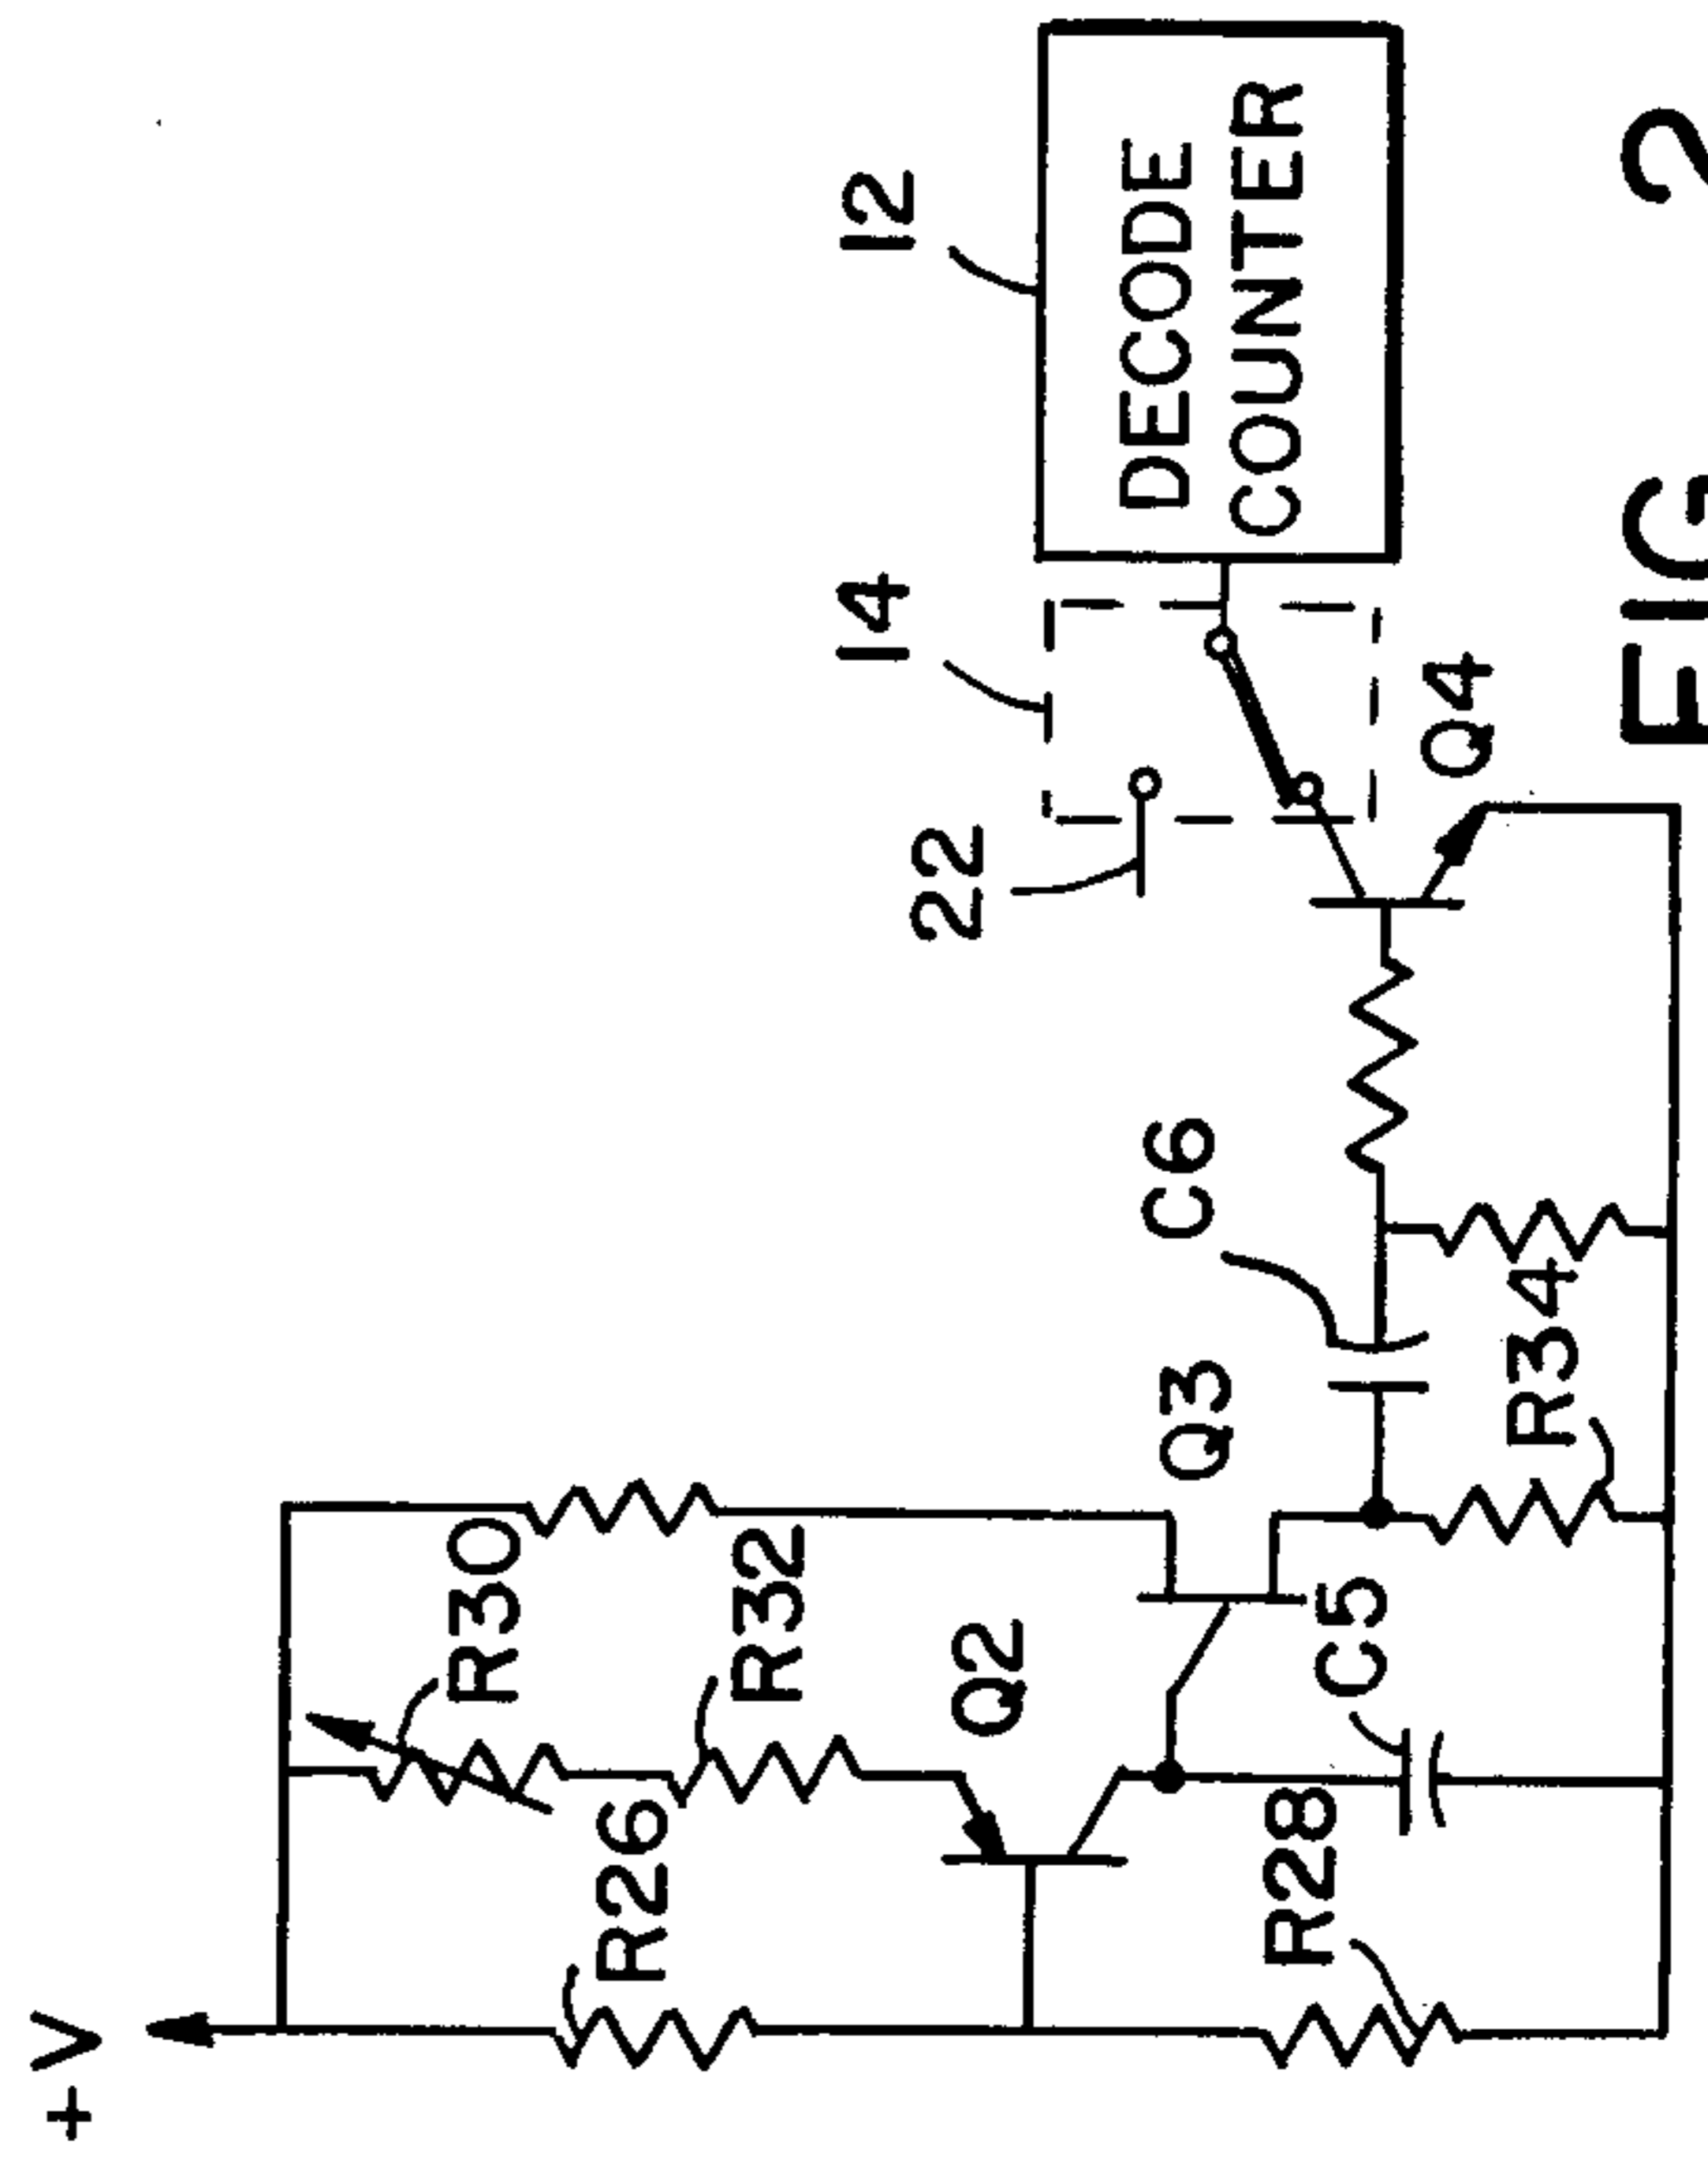 +V
R26
R30
R32
Q2
R28
C5
Q3
R34
C6
22
14
Q4
12
DECODE
COUNTER
FIG 2